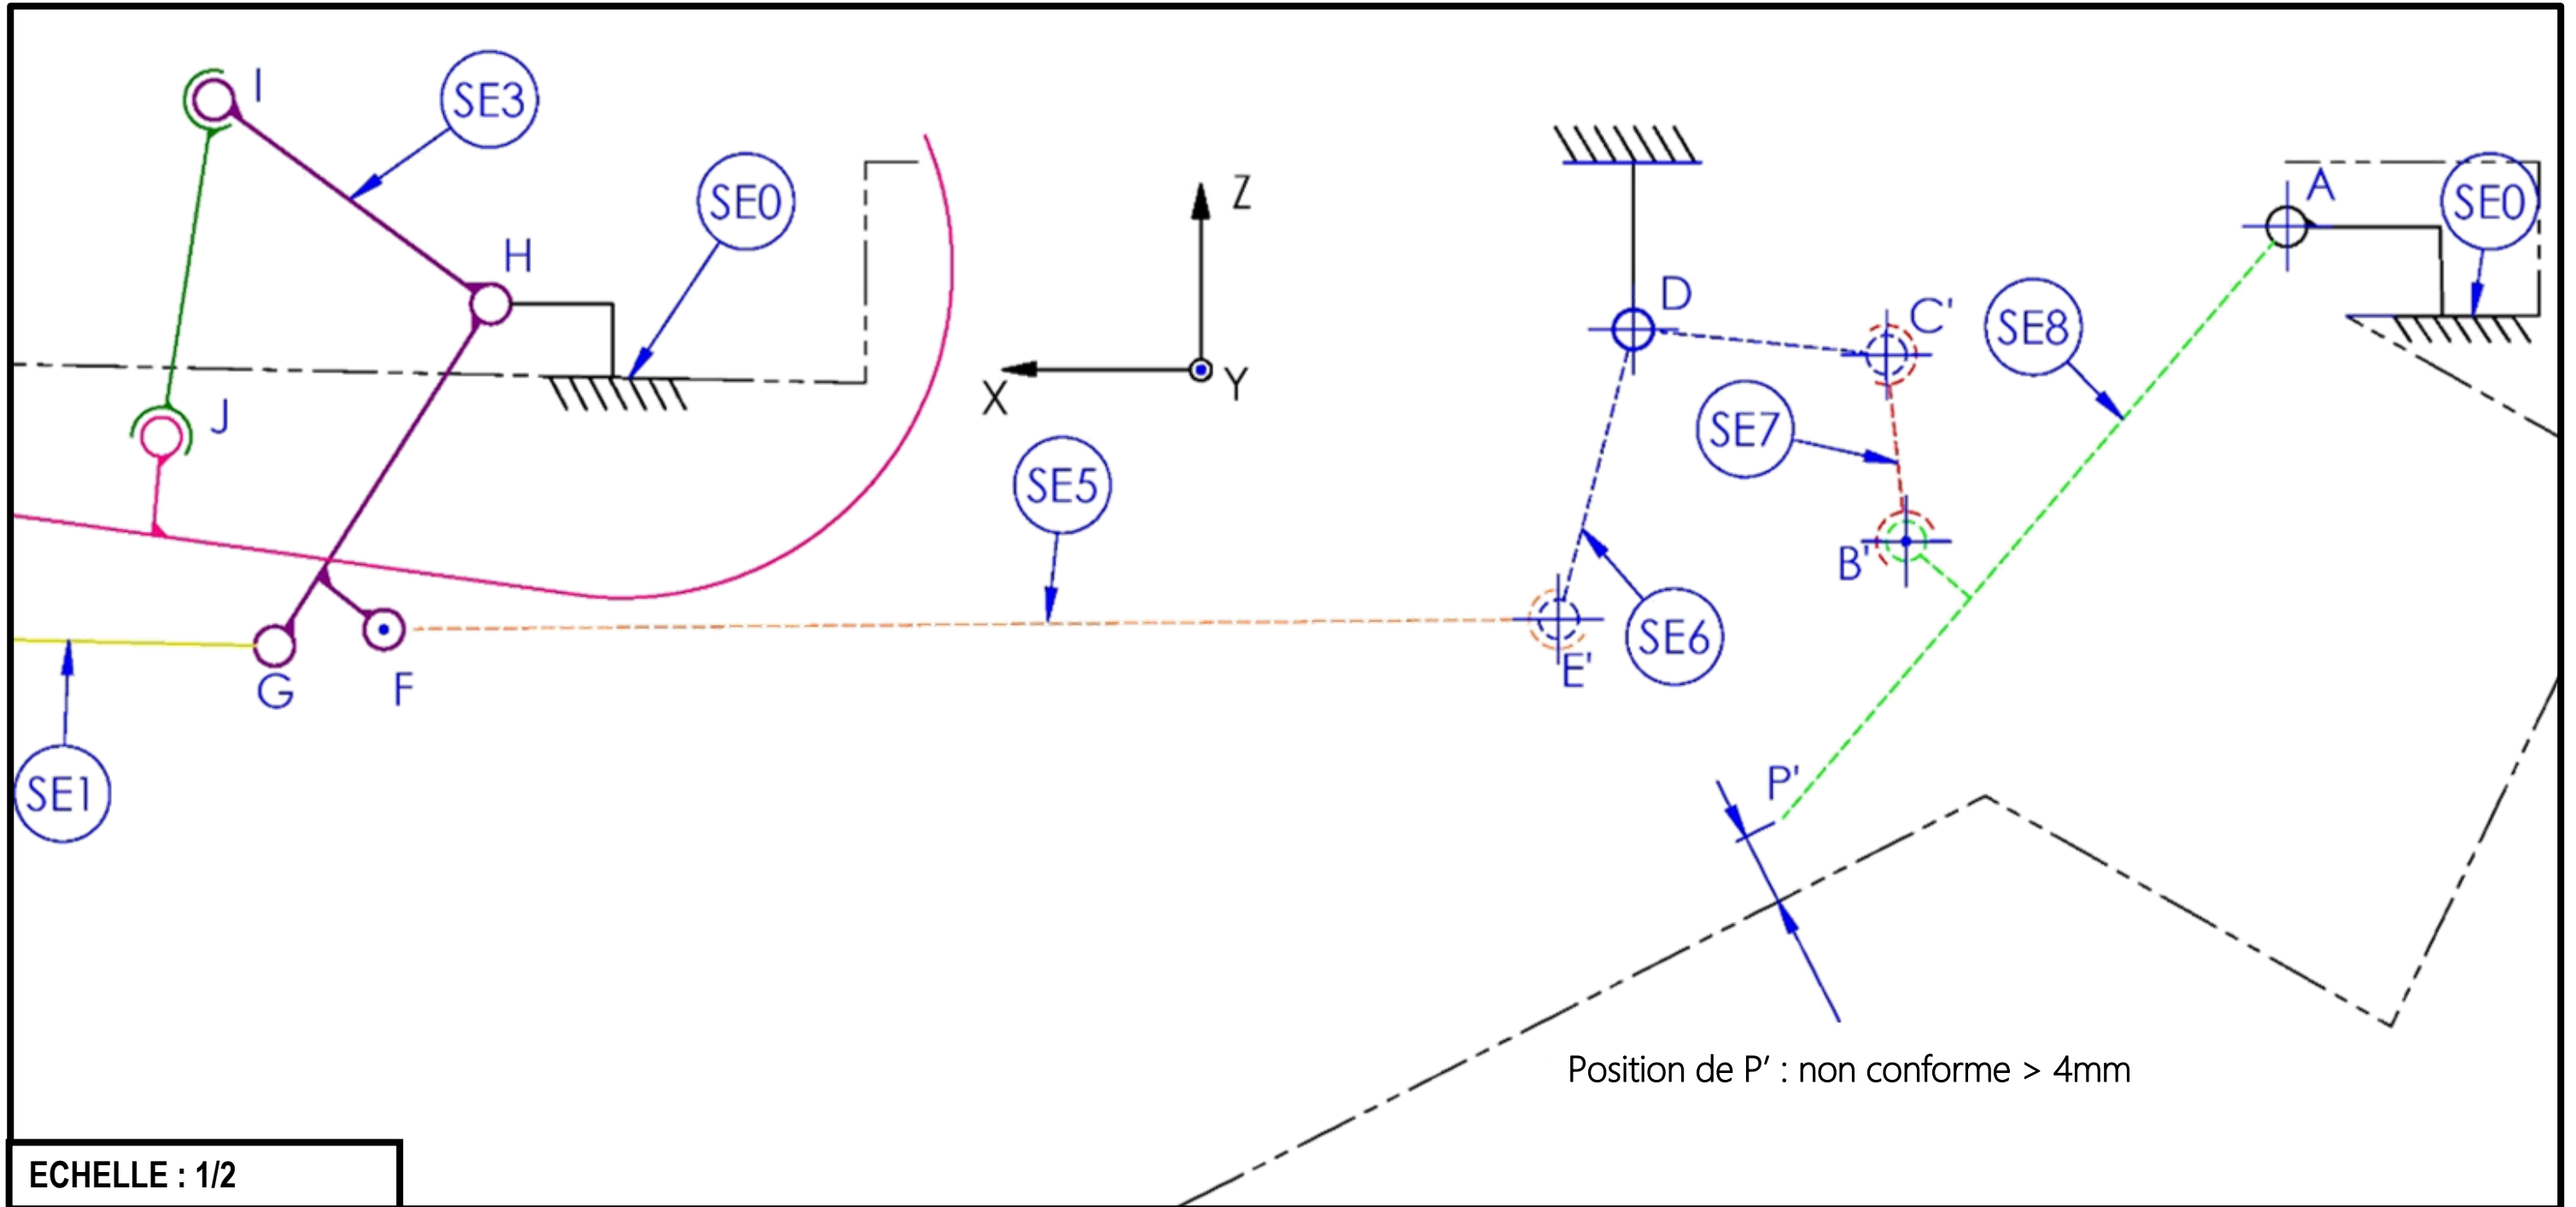 I
SE3
SE0
A
SE0
Z
H
D
C'
SE8
X
Y
J
SE7
SE5
B'
SE6
E'
G
F
SE1
P'
Position de P' : non conforme > 4mm
ECHELLE : 1/2